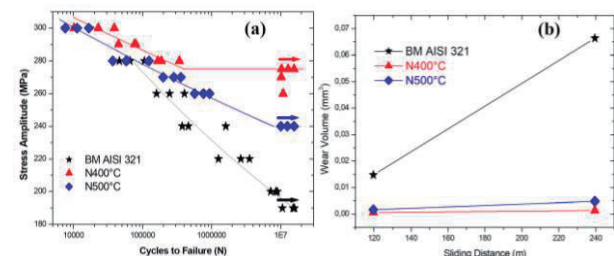 (a)
300
280
260
240
220
200
180
Stress Amplitude (MPa)
BM AISI 321
N400°C
N500°C
10000
100000
1000000
1E7
Cycles to Failure (N)
(b)
0,07
0,06
0,05
0,04
0,03
0,02
0,01
0,00
Wear Volume (mm³)
BM AISI 321
N400°C
N500°C
120
140
160
180
200
220
240
Sliding Distance (m)